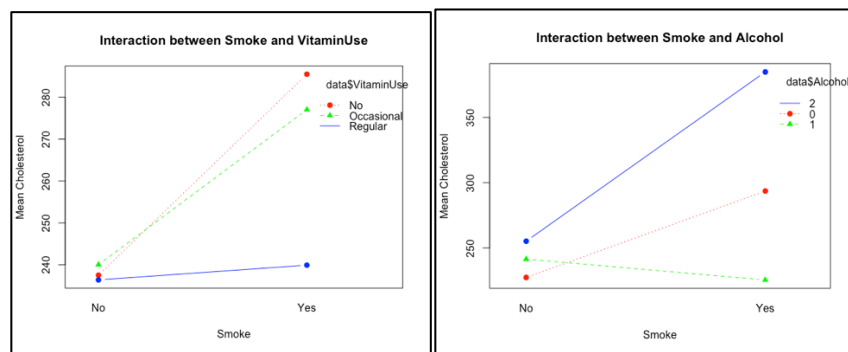 Interaction between Smoke and VitaminUse
data$VitaminUse
No
Occasional
Regular
Mean Cholesterol
240
250
260
270
280
No
Yes
Smoke
Interaction between Smoke and Alcohol
data$Alcohol
2
0
1
Mean Cholesterol
250
300
350
No
Yes
Smoke